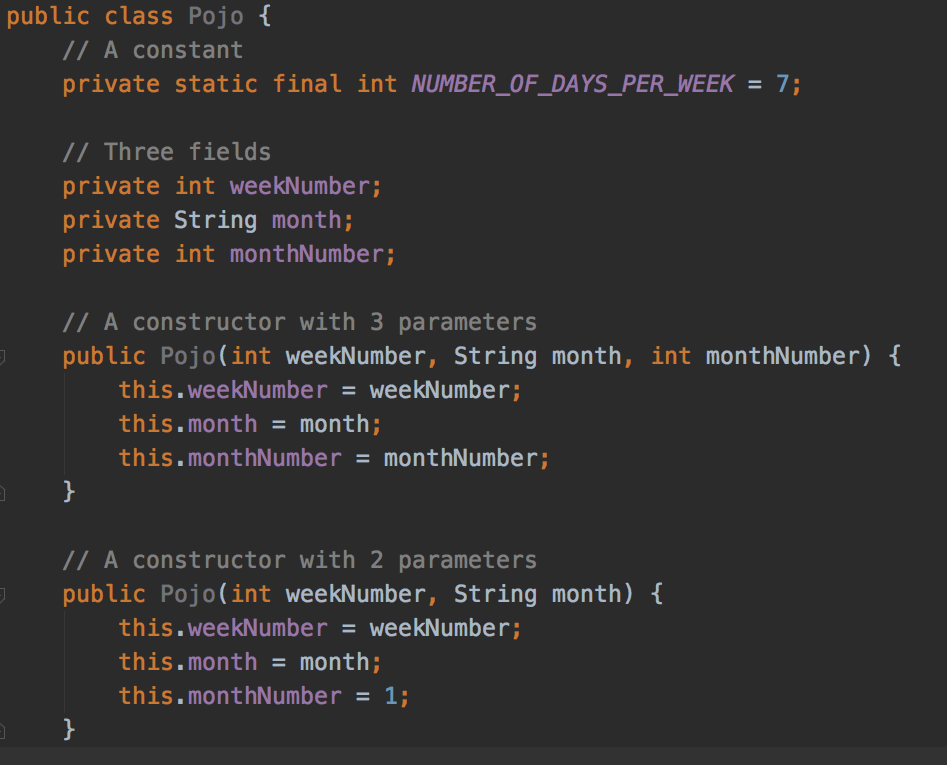 public class Pojo {
    // A constant
    private static final int NUMBER_OF_DAYS_PER_WEEK = 7;

    // Three fields
    private int weekNumber;
    private String month;
    private int monthNumber;

    // A constructor with 3 parameters
    public Pojo(int weekNumber, String month, int monthNumber) {
        this.weekNumber = weekNumber;
        this.month = month;
        this.monthNumber = monthNumber;
    }

    // A constructor with 2 parameters
    public Pojo(int weekNumber, String month) {
        this.weekNumber = weekNumber;
        this.month = month;
        this.monthNumber = 1;
    }